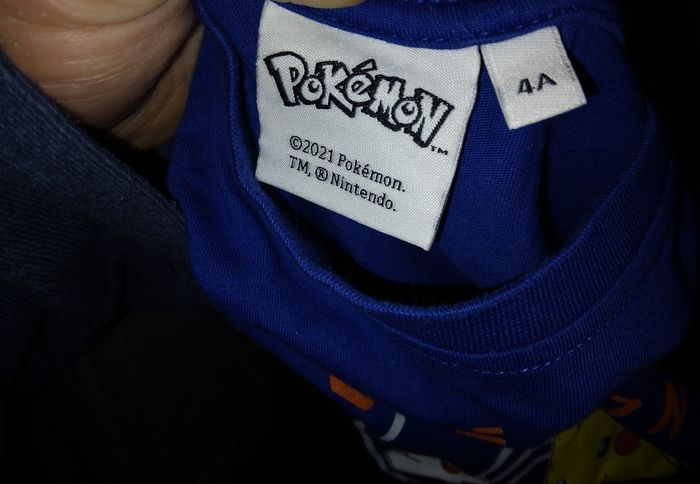 POKéMON
TM
©2021 Pokémon.
TM, ® Nintendo.
4A